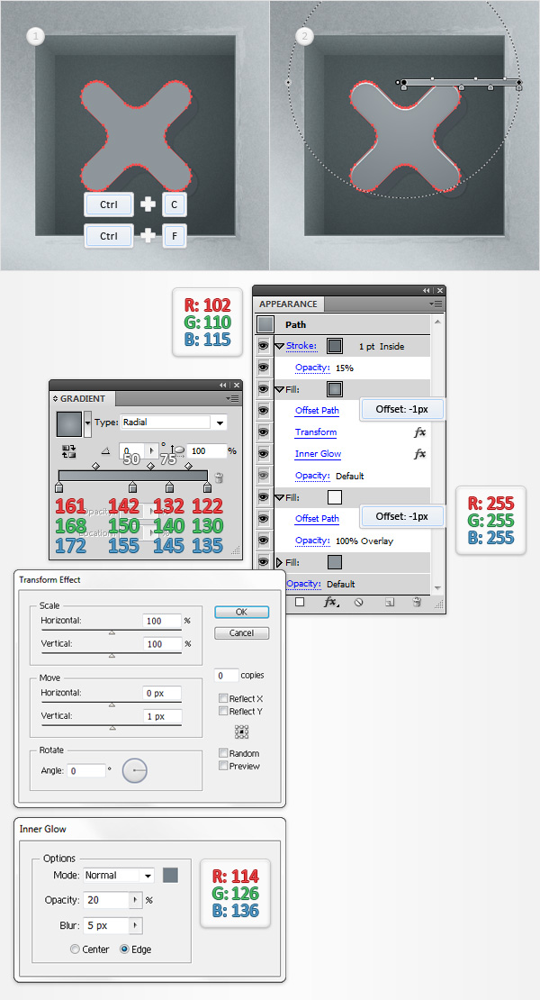 1
2
Ctrl + C
Ctrl + F
R: 102
G: 110
B: 115
APPEARANCE
Path
Stroke: 1 pt Inside
Opacity: 15%
Fill:
Offset Path
Offset: -1px
Transform fx
Inner Glow fx
Opacity: Default
Fill:
Offset Path
Offset: -1px
Opacity: 100% Overlay
Fill:
Opacity: Default
fx
R: 255
G: 255
B: 255
GRADIENT
Type: Radial
0 ° 100 %
50 75
161 142 132 122
168 150 140 130
172 155 145 135
Opacity
Location
Transform Effect
Scale
Horizontal: 100 %
Vertical: 100 %
OK
Cancel
Move
Horizontal: 0 px
Vertical: 1 px
0 copies
Reflect X
Reflect Y
Rotate
Angle: 0 °
Random
Preview
Inner Glow
Options
Mode: Normal
Opacity: 20 %
Blur: 5 px
Center Edge
R: 114
G: 126
B: 136